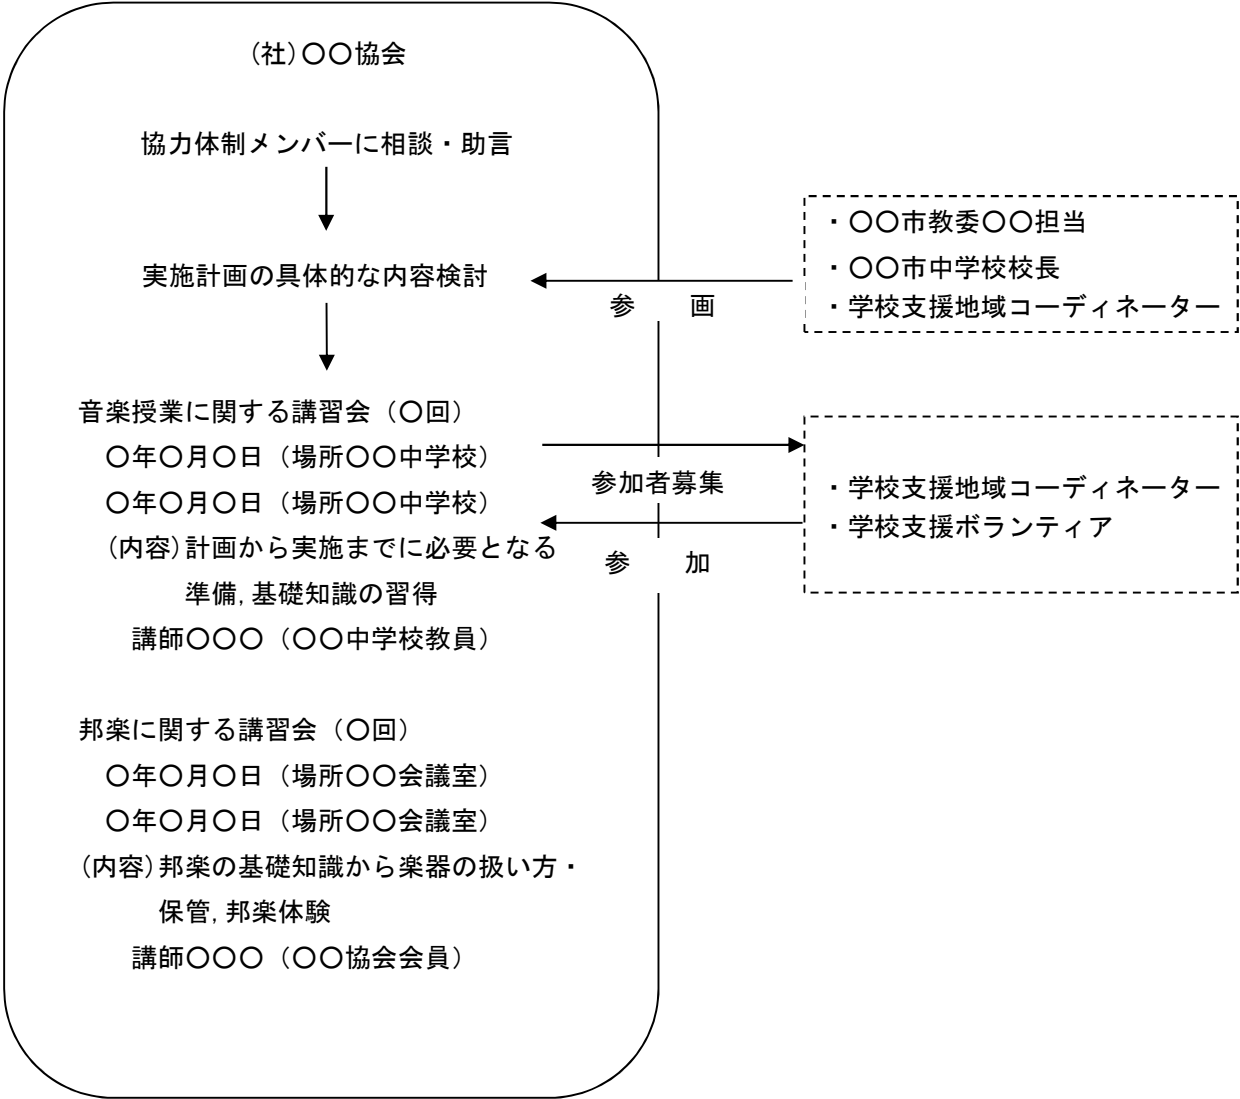 （社）〇〇協会
協力体制メンバーに相談・助言
実施計画の具体的な内容検討
参　画
・〇〇市教委〇〇担当
・〇〇市中学校校長
・学校支援地域コーディネーター
音楽授業に関する講習会（〇回）
〇年〇月〇日（場所〇〇中学校）
〇年〇月〇日（場所〇〇中学校）
（内容）計画から実施までに必要となる
準備,基礎知識の習得
講師〇〇〇（〇〇中学校教員）
参加者募集
参　加
・学校支援地域コーディネーター
・学校支援ボランティア
邦楽に関する講習会（〇回）
〇年〇月〇日（場所〇〇会議室）
〇年〇月〇日（場所〇〇会議室）
（内容）邦楽の基礎知識から楽器の扱い方・
保管,邦楽体験
講師〇〇〇（〇〇協会会員）